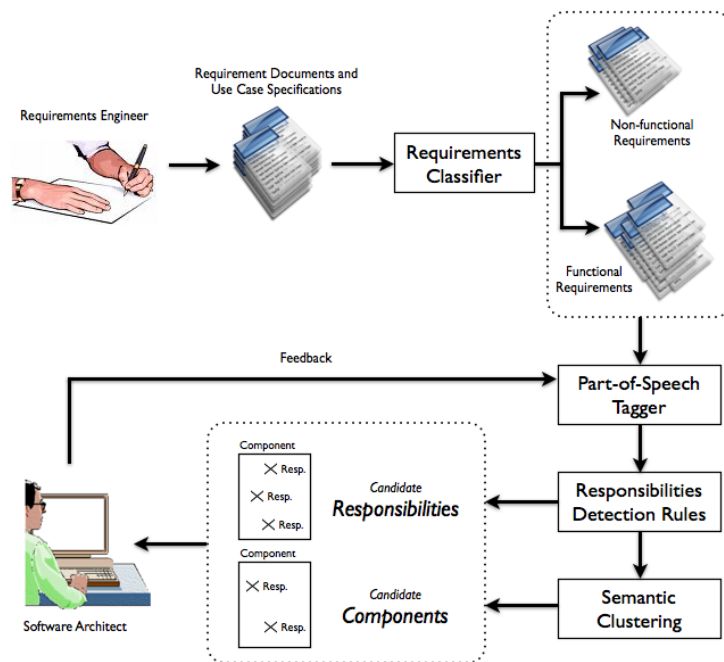 Requirement Documents and
Use Case Specifications
Requirements Engineer
Requirements
Classifier
Non-functional
Requirements
Functional
Requirements
Feedback
Part-of-Speech
Tagger
Component
Resp.
Resp.
Resp.
Candidate
Responsibilities
Responsibilities
Detection Rules
Component
Resp.
Resp.
Candidate
Components
Semantic
Clustering
Software Architect